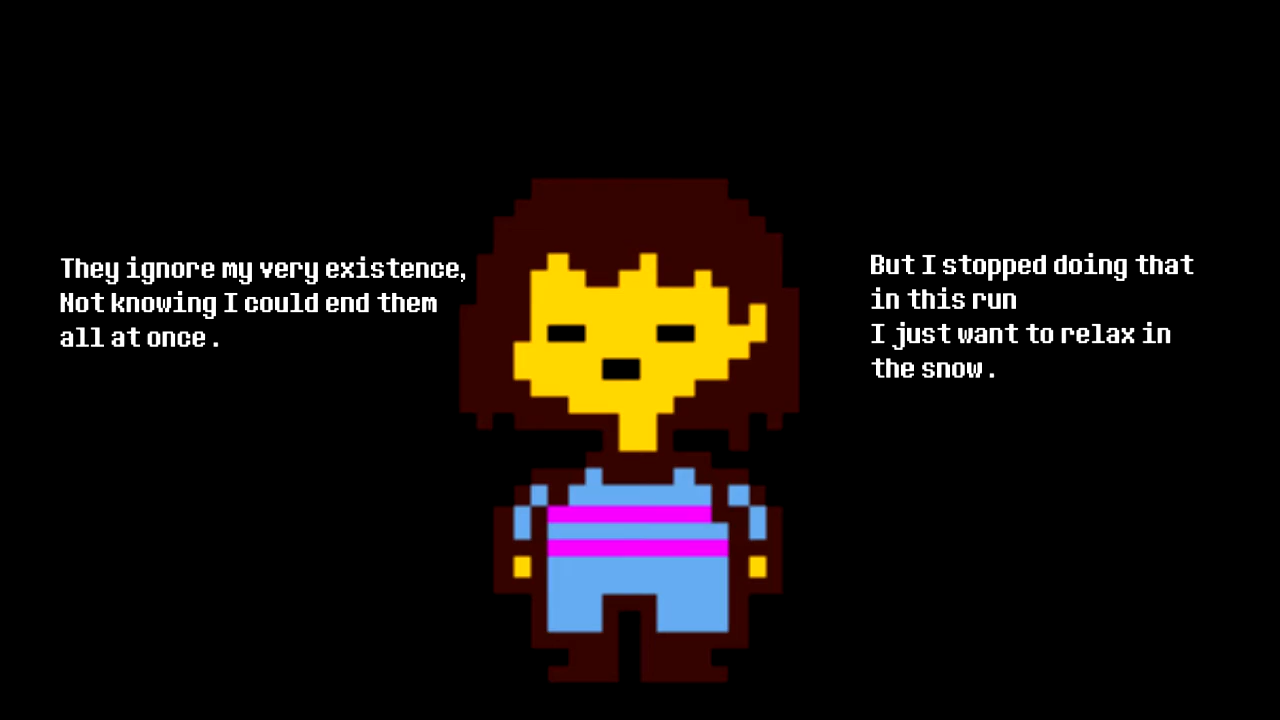 They ignore my very existence,
Not knowing I could end them
all at once.
But I stopped doing that
in this run
I just want to relax in
the snow.